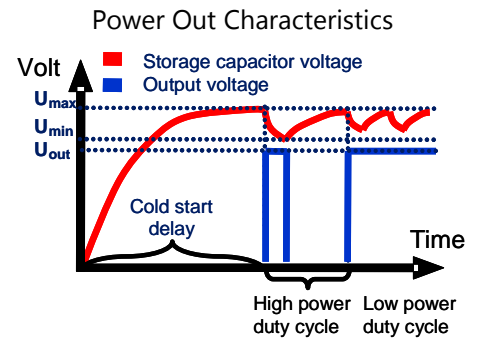 Power Out Characteristics
Storage capacitor voltage
Output voltage
Volt
Umax
Umin
Uout
Cold start
delay
Time
High power
duty cycle
Low power
duty cycle